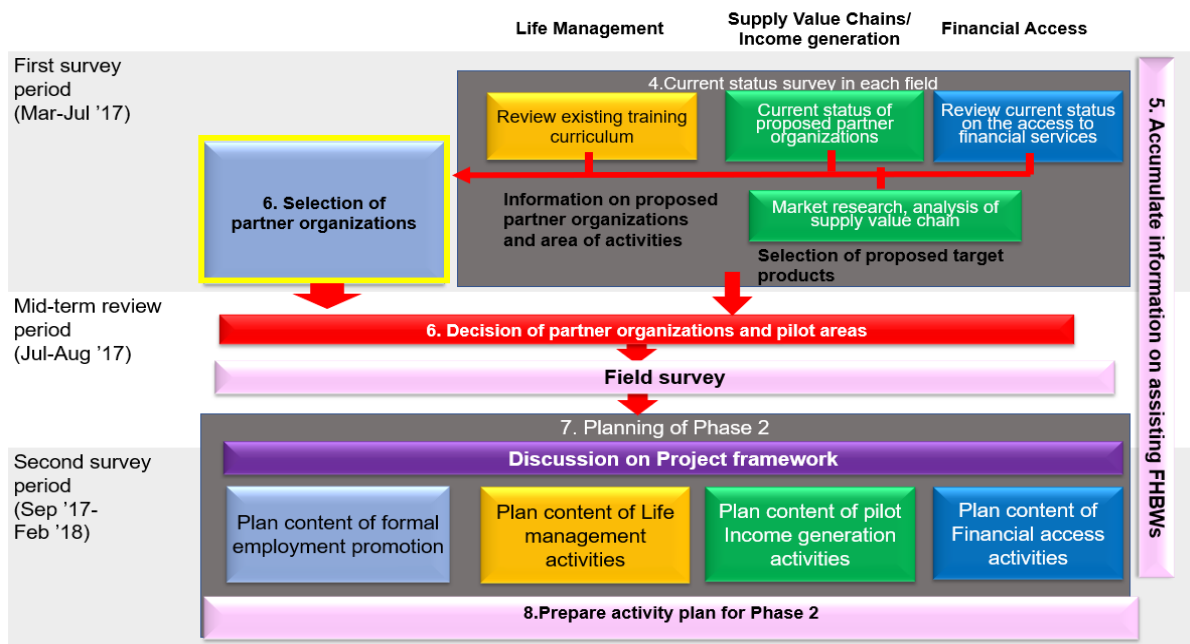 Life Management
Supply Value Chains/
Income generation
Financial Access
First survey
period
(Mar-Jul ’17)
4.Current status survey in each field
Review existing training
curriculum
Current status of
proposed partner
organizations
Review current status
on the access to
financial services
6. Selection of
partner organizations
Information on proposed
partner organizations
and area of activities
Market research, analysis of
supply value chain
Selection of proposed target
products
5. Accumulate information on assisting FHBWs
Mid-term review
period
(Jul-Aug ’17)
6. Decision of partner organizations and pilot areas
Field survey
7. Planning of Phase 2
Second survey
period
(Sep ’17-
Feb ’18)
Discussion on Project framework
Plan content of formal
employment promotion
Plan content of Life
management
activities
Plan content of pilot
Income generation
activities
Plan content of
Financial access
activities
8.Prepare activity plan for Phase 2